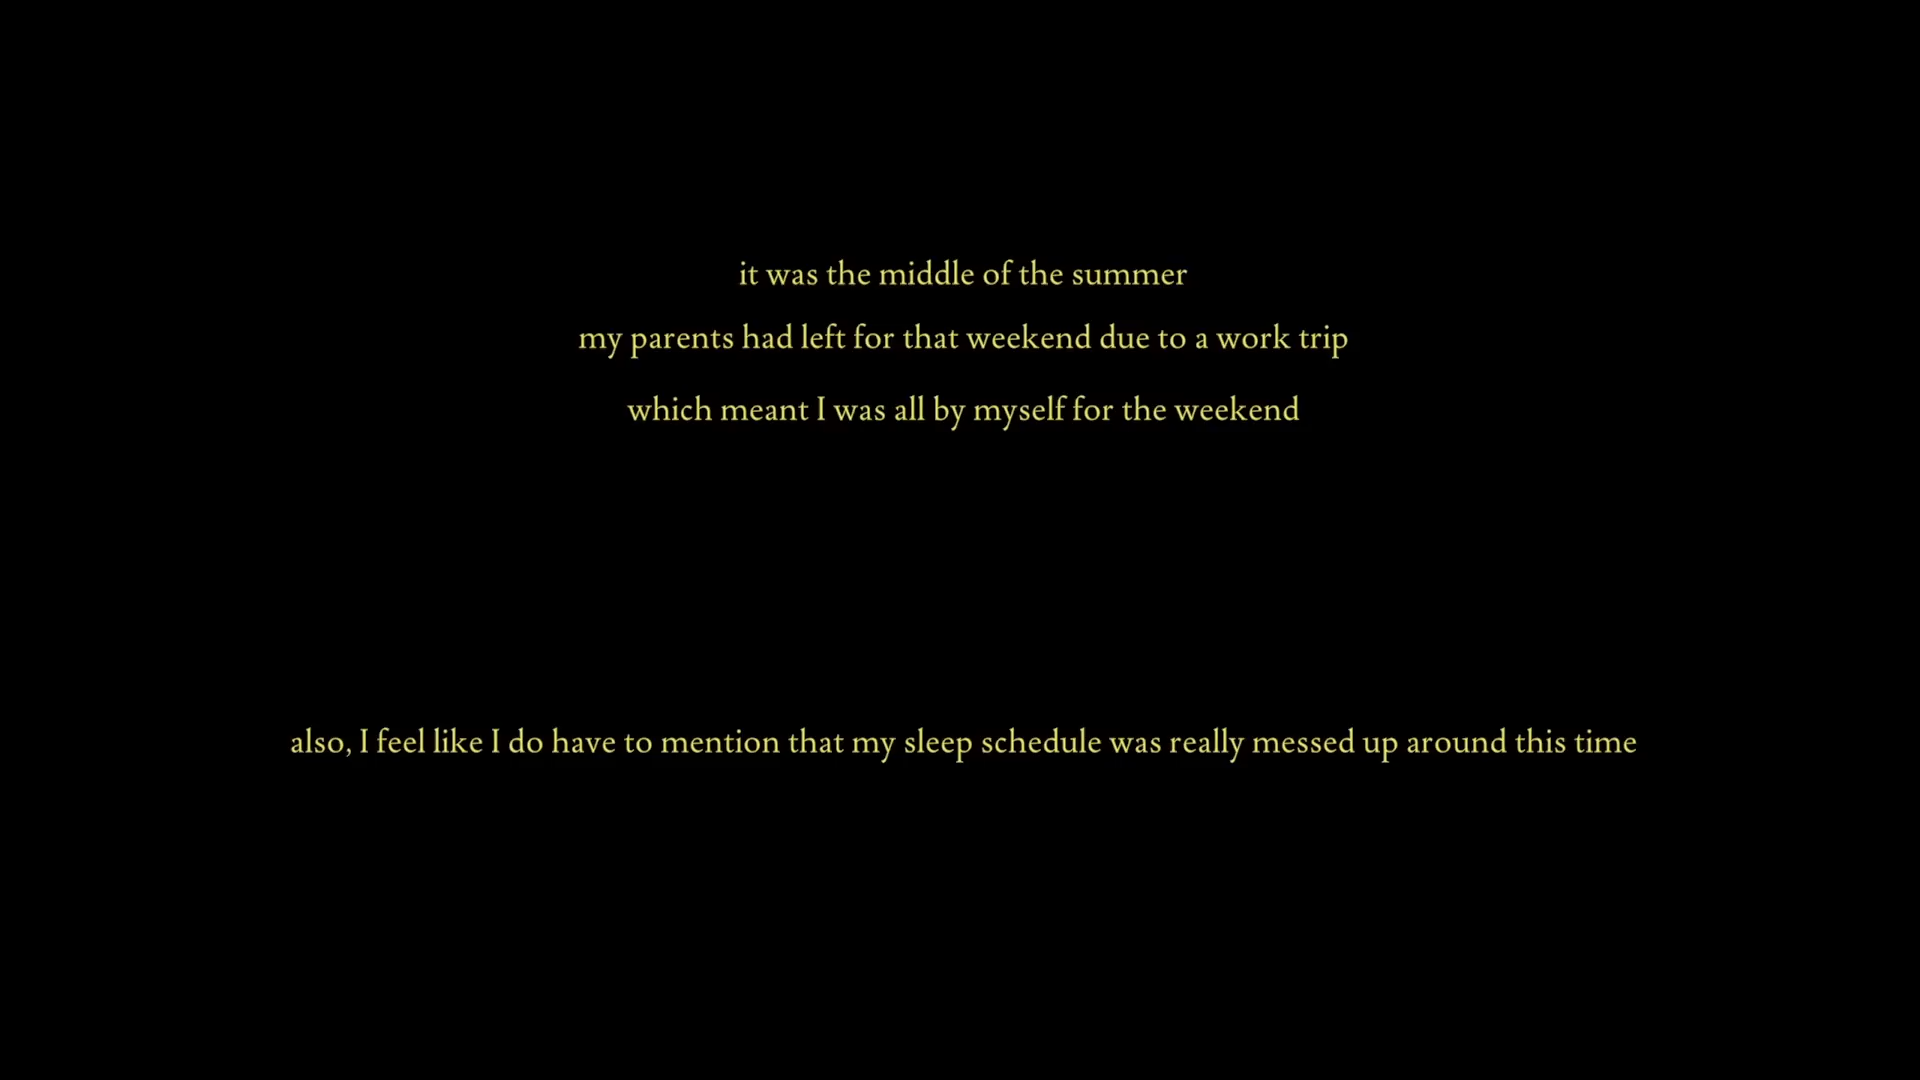 it was the middle of the summer
my parents had left for that weekend due to a work trip
which meant I was all by myself for the weekend
also, I feel like I do have to mention that my sleep schedule was really messed up around this time